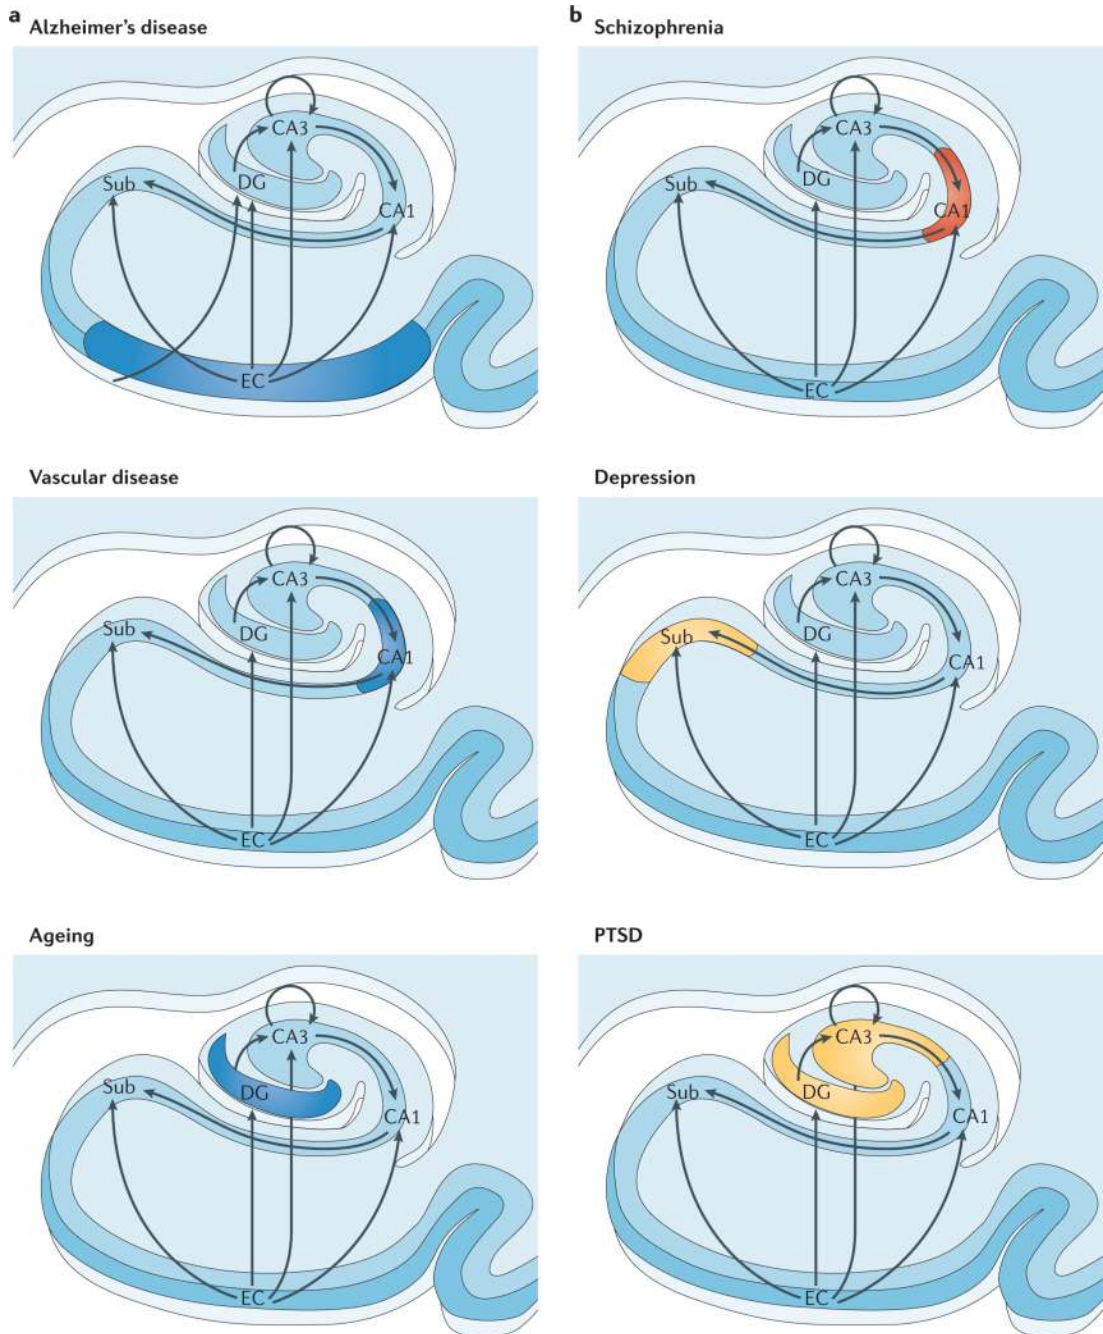 a
Alzheimer's disease
CA3
DG
Sub
CA1
EC
b
Schizophrenia
CA3
DG
Sub
CA1
EC
Vascular disease
CA3
DG
Sub
CA1
EC
Depression
CA3
DG
Sub
CA1
EC
Ageing
CA3
DG
Sub
CA1
EC
PTSD
CA3
DG
Sub
CA1
EC